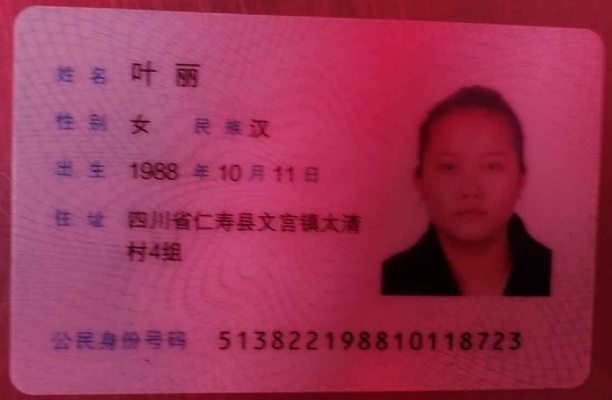 姓名 叶丽
性别 女 民族 汉
出生 1988 年 10 月 11 日
住址 四川省仁寿县文宫镇太清
村4组
公民身份号码 513822198810118723